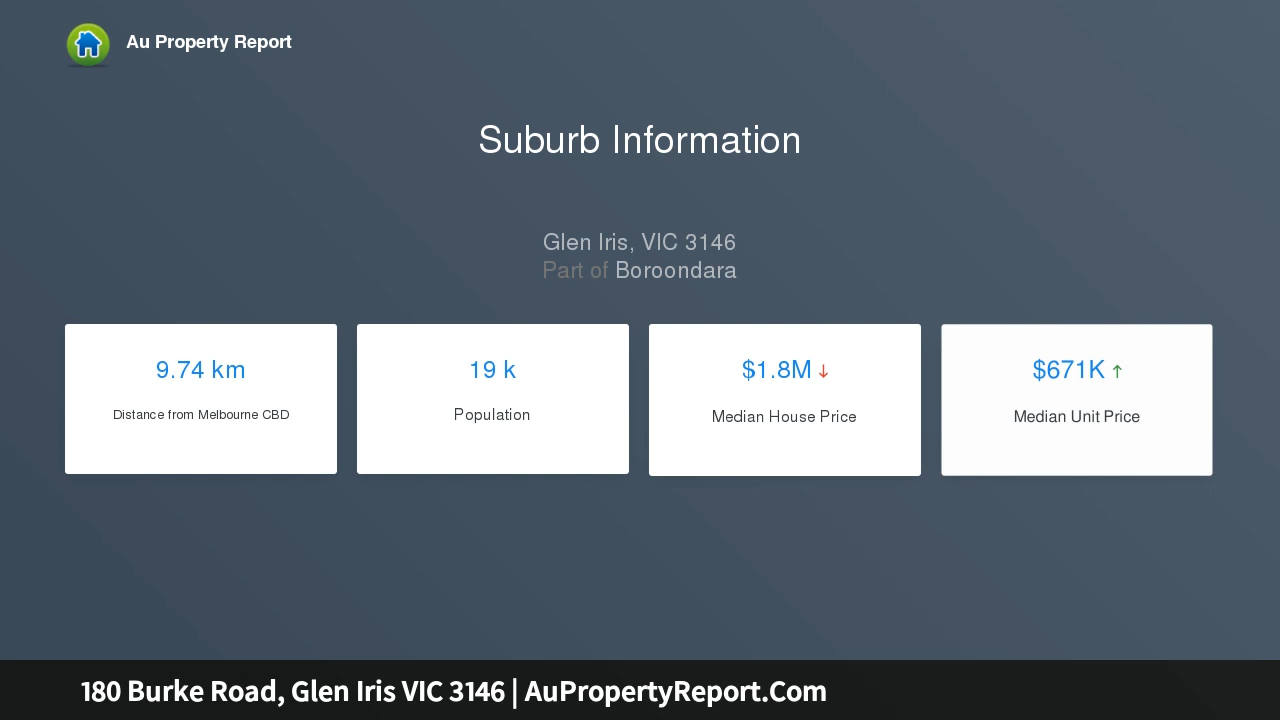 Au Property Report
Suburb Information
Glen Iris, VIC 3146
Part of Boroondara
9.74 km
Distance from Melbourne CBD
19 k
Population
$1.8M ↓
Median House Price
$671K ↑
Median Unit Price
180 Burke Road, Glen Iris VIC 3146 | AuPropertyReport.Com